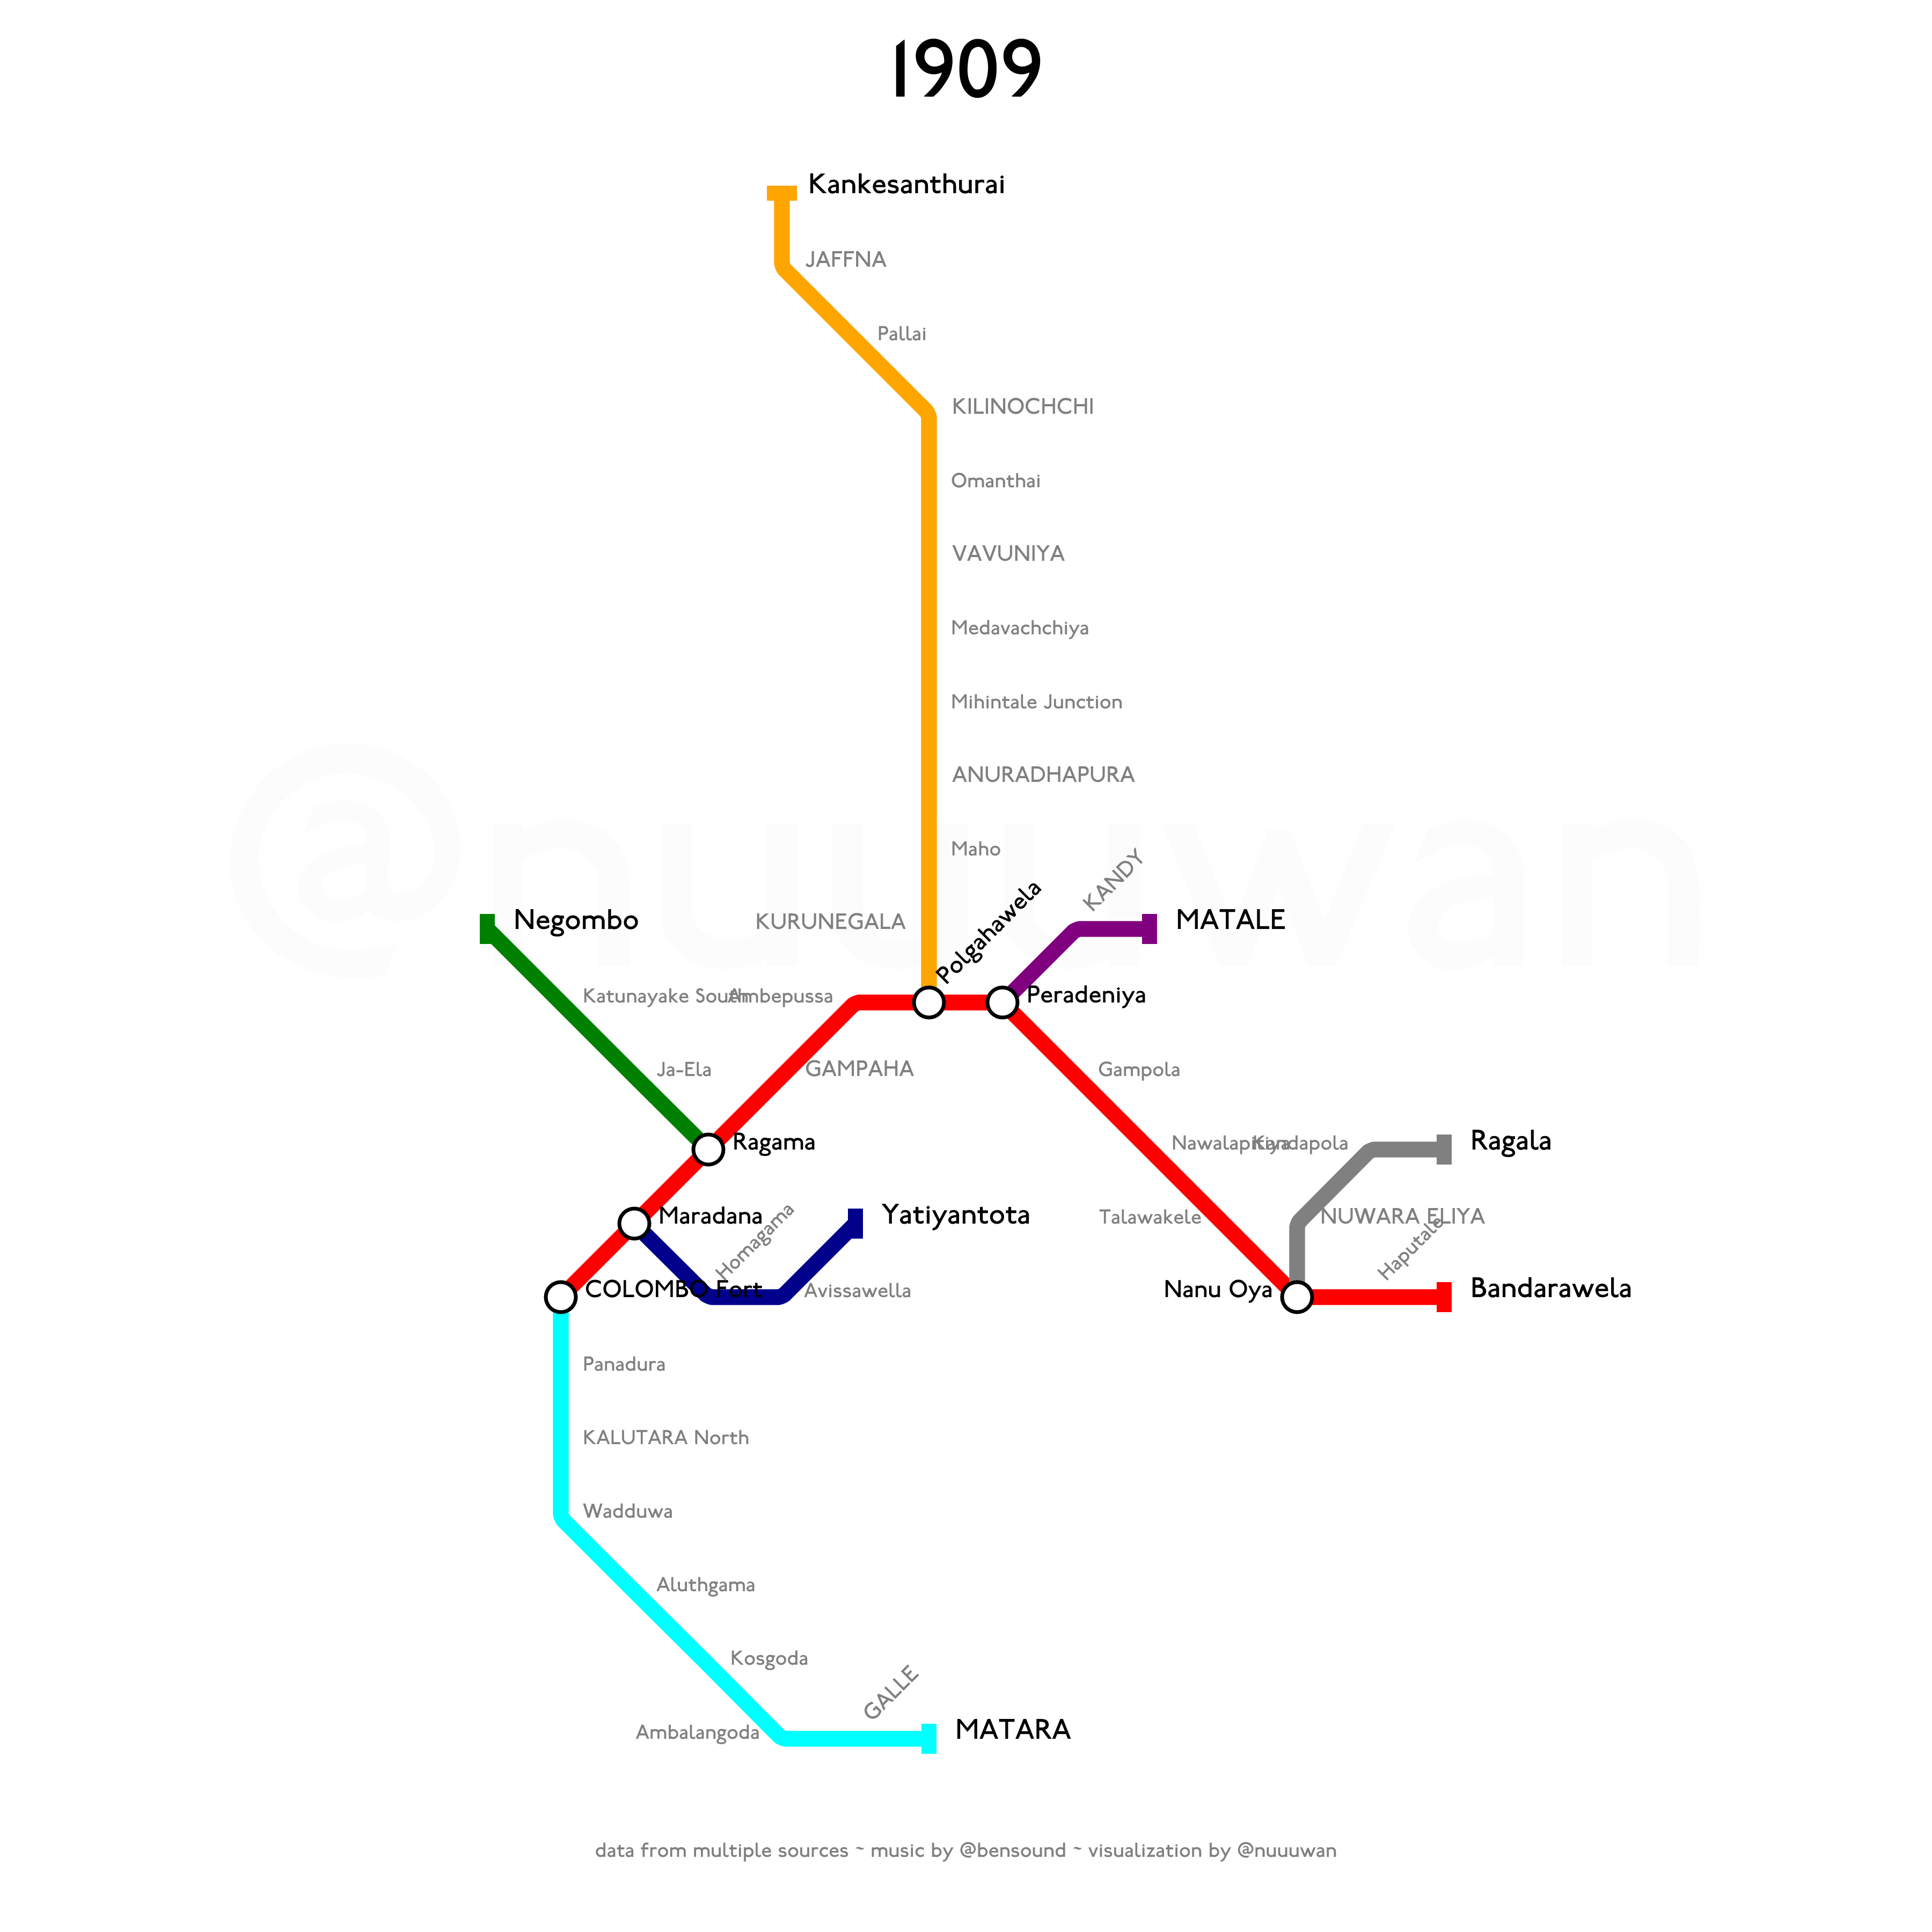 1909
Kankesanthurai
JAFFNA
Pallai
KILINOCHCHI
Omanthai
VAVUNIYA
Medavachchiya
Mihintale Junction
ANURADHAPURA
@nuuuwan
Maho
KANDY
Polgahawela
Negombo
KURUNEGALA
MATALE
Katunayake South
Ambepussa
Peradeniya
Ja-Ela
GAMPAHA
Gampola
Ragama
Nawalapitiya
Kandapola
Ragala
Maradana
Homagama
Yatiyantota
Talawakele
NUWARA ELIYA
Haputale
COLOMBO Fort
Avissawella
Nanu Oya
Bandarawela
Panadura
KALUTARA North
Wadduwa
Aluthgama
Kosgoda
GALLE
Ambalangoda
MATARA
data from multiple sources ~ music by @bensound ~ visualization by @nuuuwan